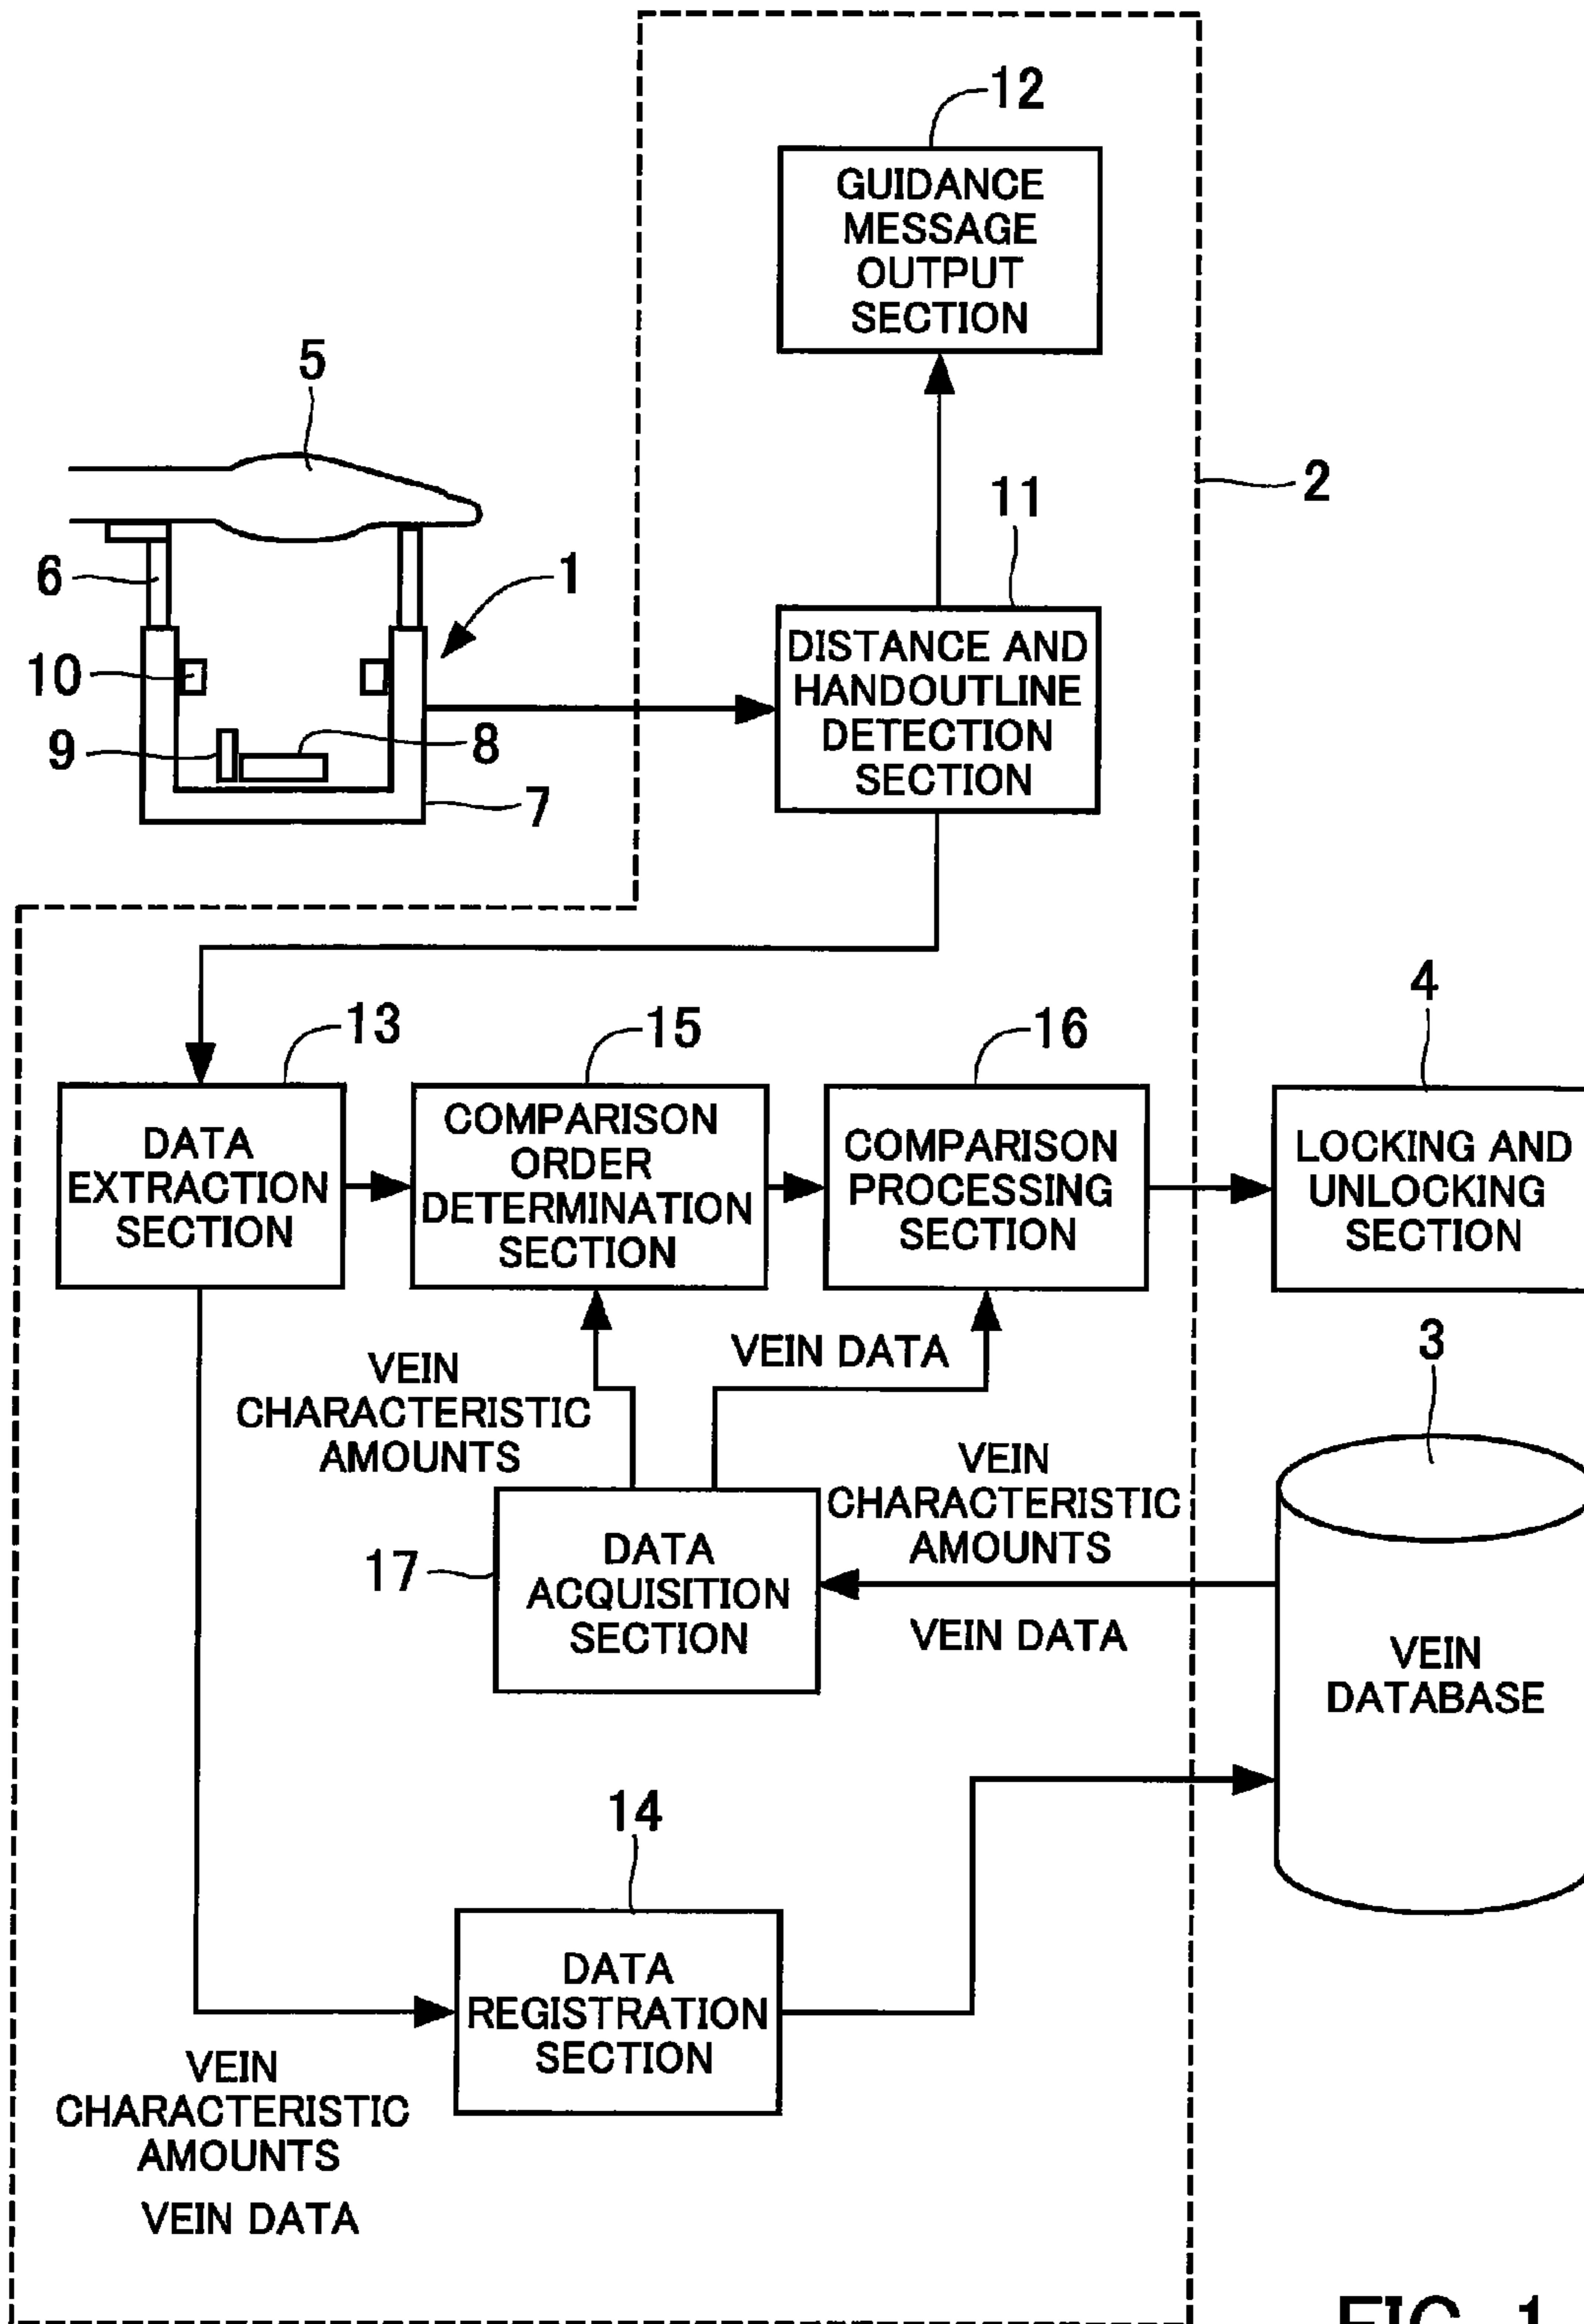 12
GUIDANCE
MESSAGE
OUTPUT
SECTION
5
2
11
6
1
DISTANCE AND
HANDOUTLINE
DETECTION
SECTION
10
9
8
7
4
13
15
16
DATA
EXTRACTION
SECTION
COMPARISON
ORDER
DETERMINATION
SECTION
COMPARISON
PROCESSING
SECTION
LOCKING AND
UNLOCKING
SECTION
VEIN
CHARACTERISTIC
AMOUNTS
VEIN DATA
3
VEIN
CHARACTERISTIC
AMOUNTS
17
DATA
ACQUISITION
SECTION
VEIN DATA
VEIN
DATABASE
14
DATA
REGISTRATION
SECTION
VEIN
CHARACTERISTIC
AMOUNTS
VEIN DATA
FIG. 1